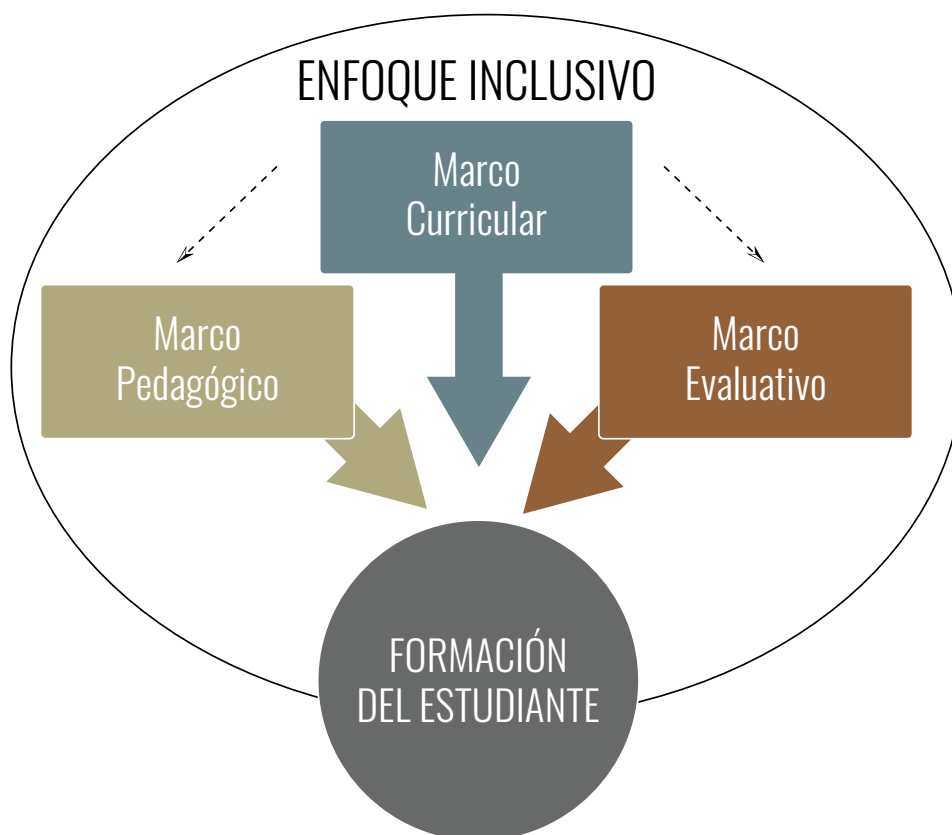 ENFOQUE INCLUSIVO
Marco
Curricular
Marco
Pedagógico
Marco
Evaluativo
FORMACIÓN
DEL ESTUDIANTE